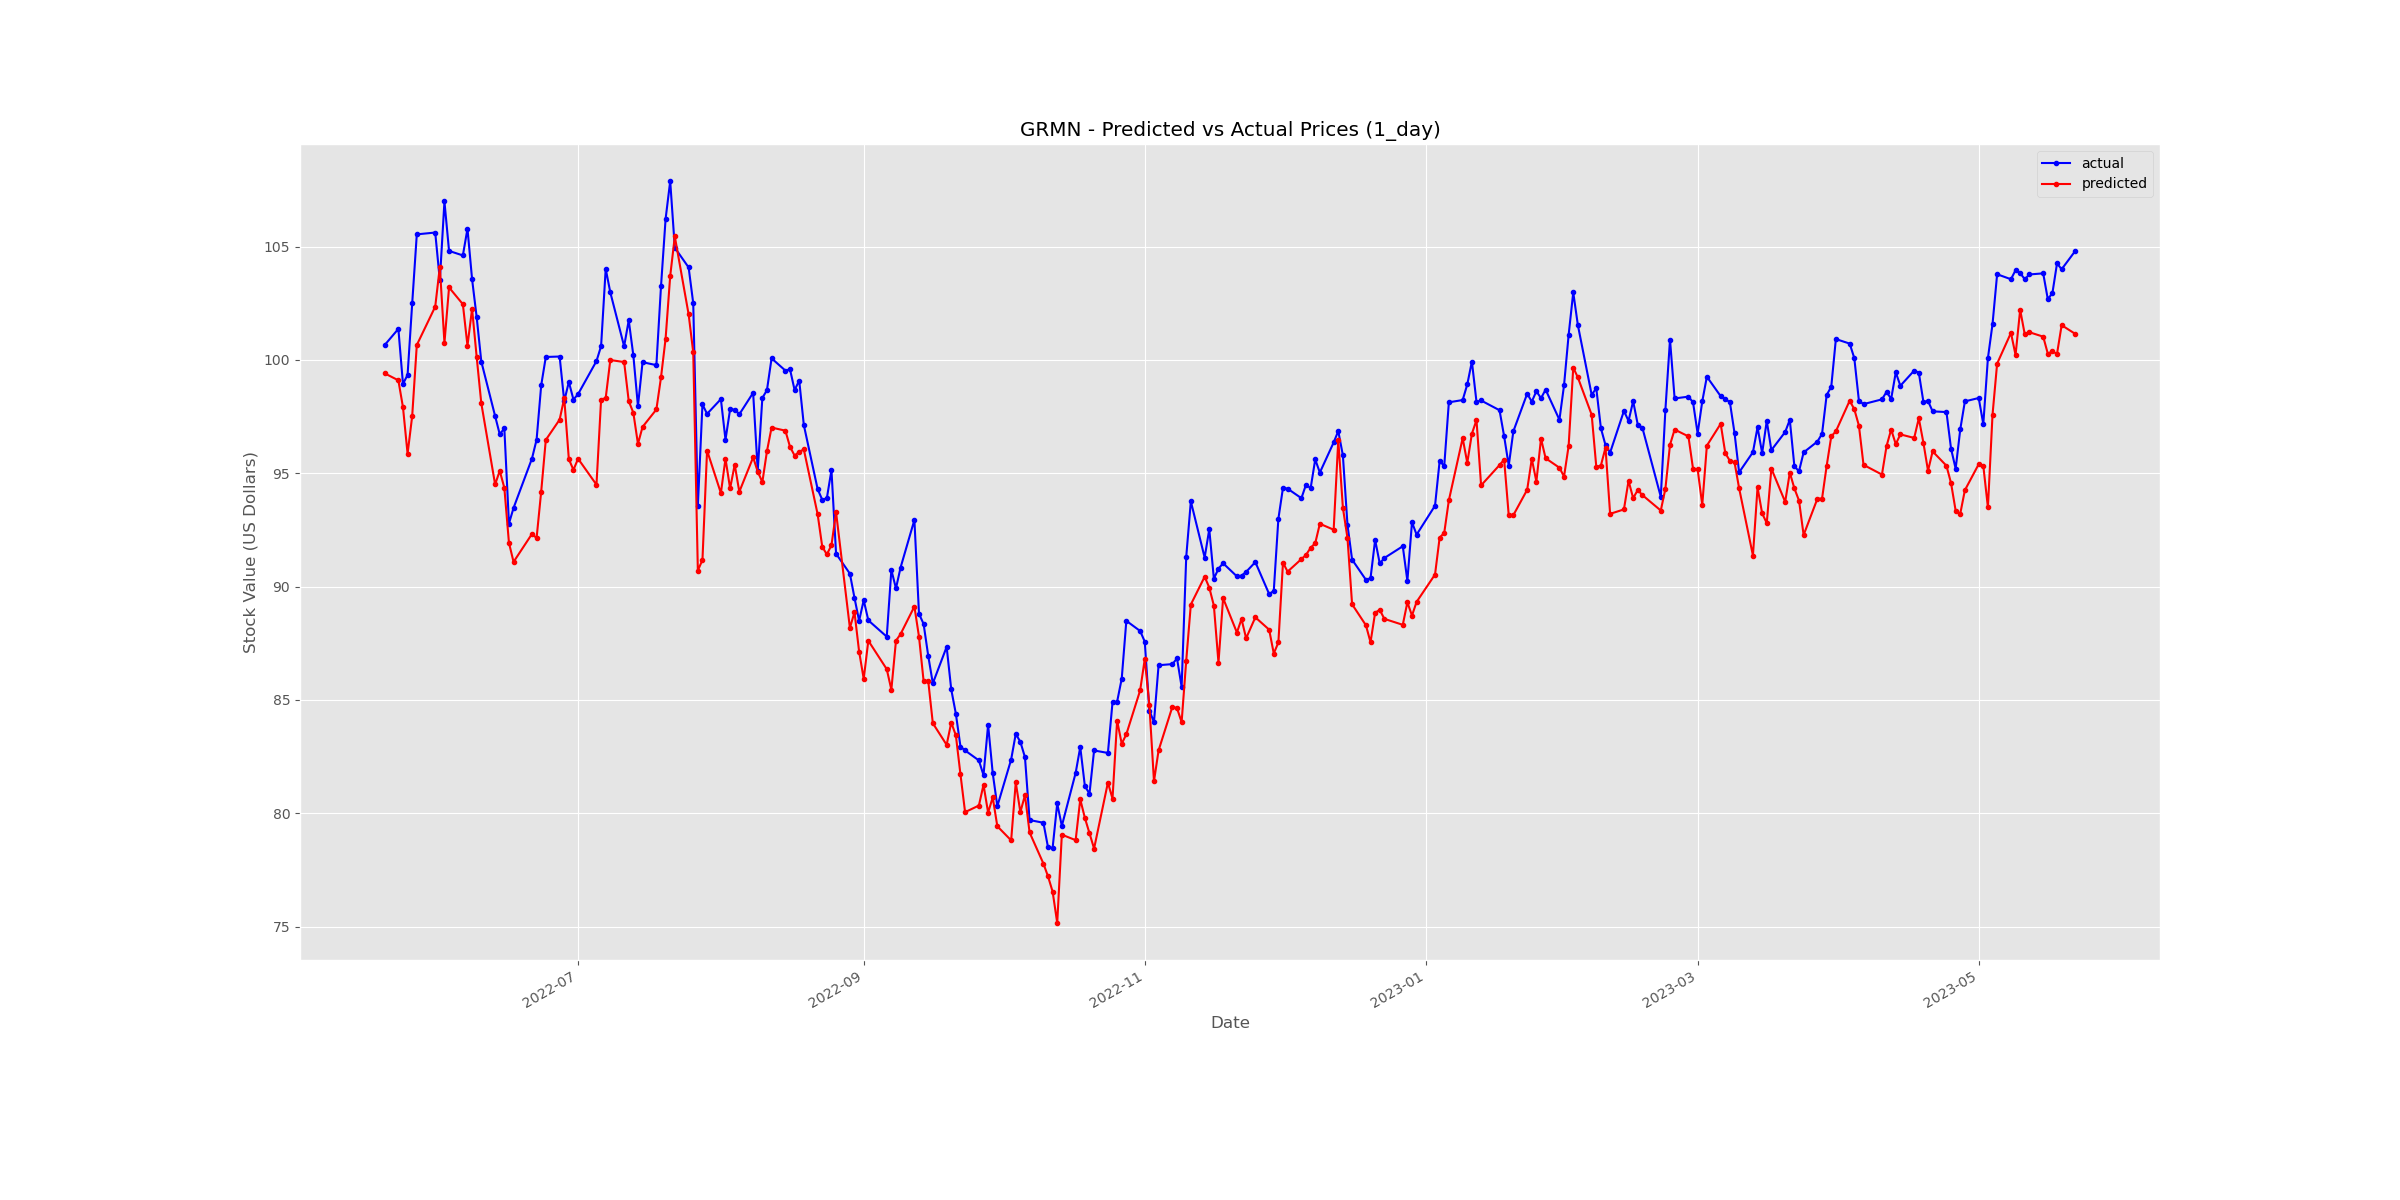 GRMN - Predicted vs Actual Prices (1_day)
actual
predicted
Stock Value (US Dollars)
105
100
95
90
85
80
75
2022-07
2022-09
2022-11
2023-01
2023-03
2023-05
Date